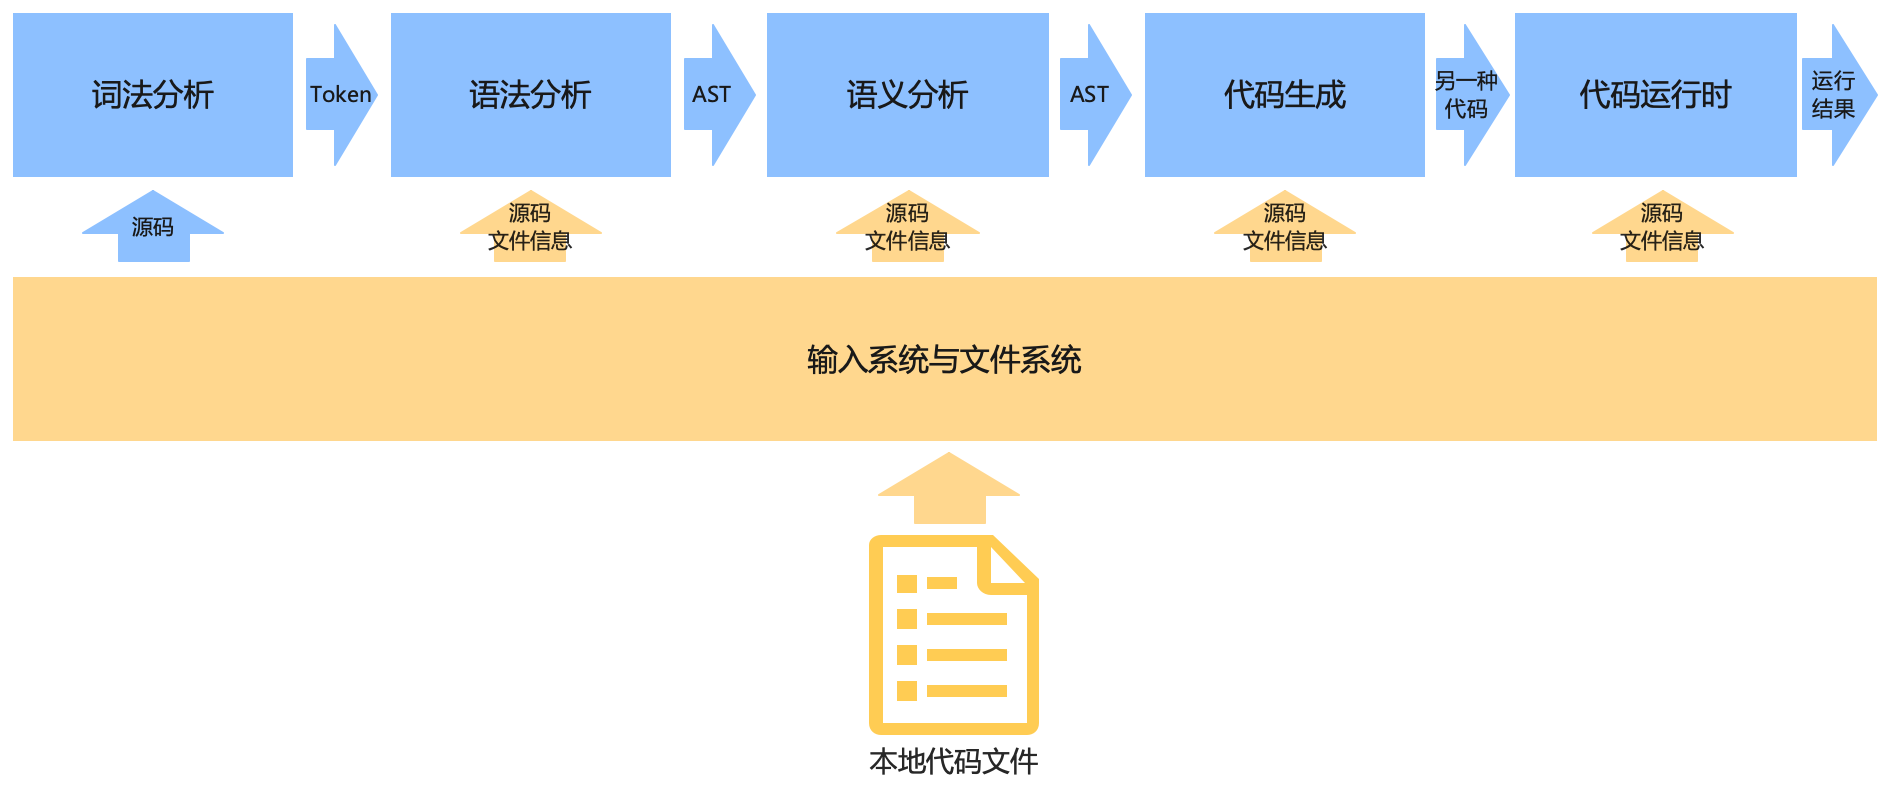 词法分析
Token
语法分析
AST
语义分析
AST
代码生成
另一种
代码
代码运行时
运行
结果
源码
源码
文件信息
源码
文件信息
源码
文件信息
源码
文件信息
输入系统与文件系统
本地代码文件